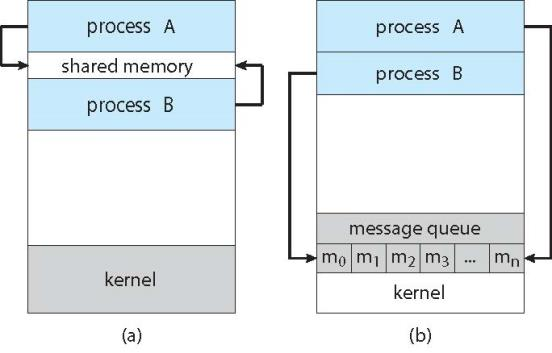 process A
shared memory
process B
kernel
(a)
process A
process B
message queue
m0 m1 m2 m3 ... mn
kernel
(b)